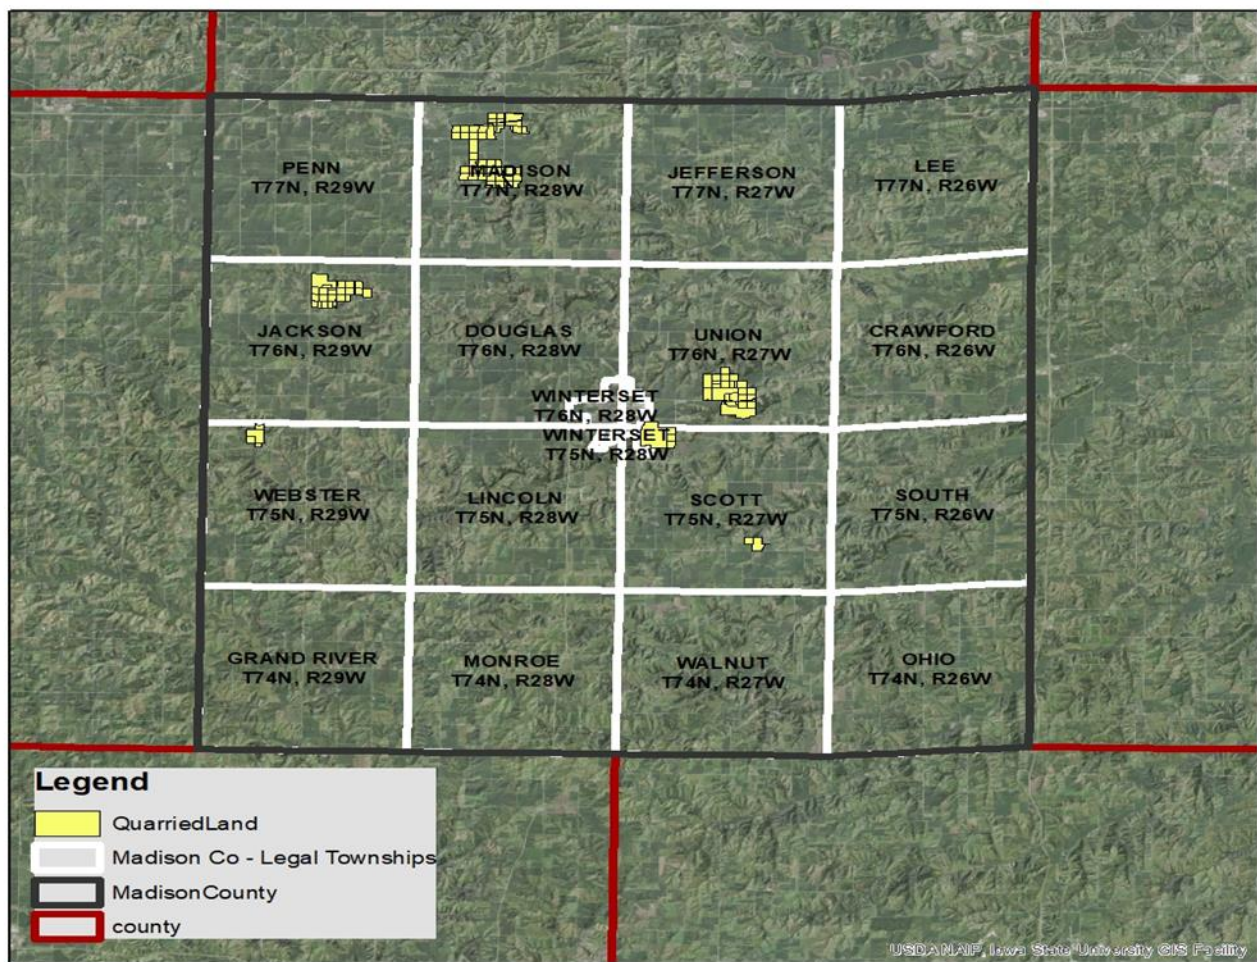 PENN
T77N, R29W
MADISON
T77N, R28W
JEFFERSON
T77N, R27W
LEE
T77N, R26W
JACKSON
T76N, R29W
DOUGLAS
T76N, R28W
UNION
T76N, R27W
CRAWFORD
T76N, R26W
WINTERSET
T76N, R28W
WINTERSET
T75N, R28W
WEBSTER
T75N, R29W
LINCOLN
T75N, R28W
SCOTT
T75N, R27W
SOUTH
T75N, R26W
GRAND RIVER
T74N, R29W
MONROE
T74N, R28W
WALNUT
T74N, R27W
OHIO
T74N, R26W
Legend
QuarriedLand
Madison Co - Legal Townships
MadisonCounty
county
USDA NAIP, Iowa State University GIS Facility